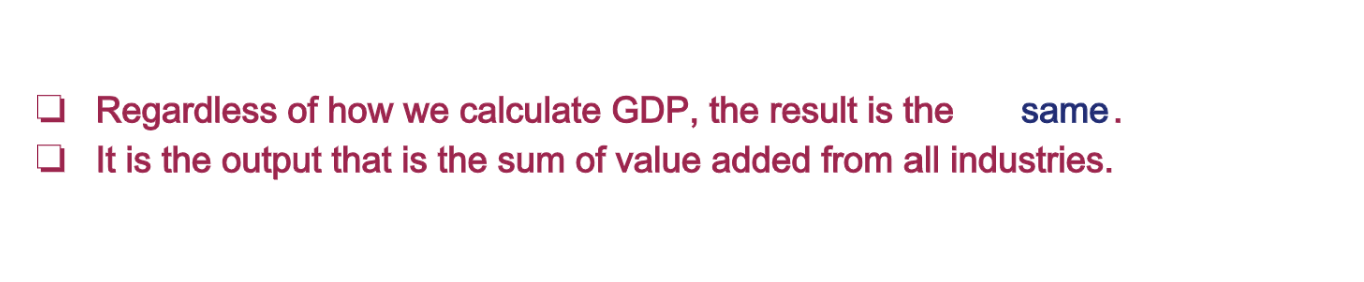 ❑ Regardless of how we calculate GDP, the result is the same.
❑ It is the output that is the sum of value added from all industries.